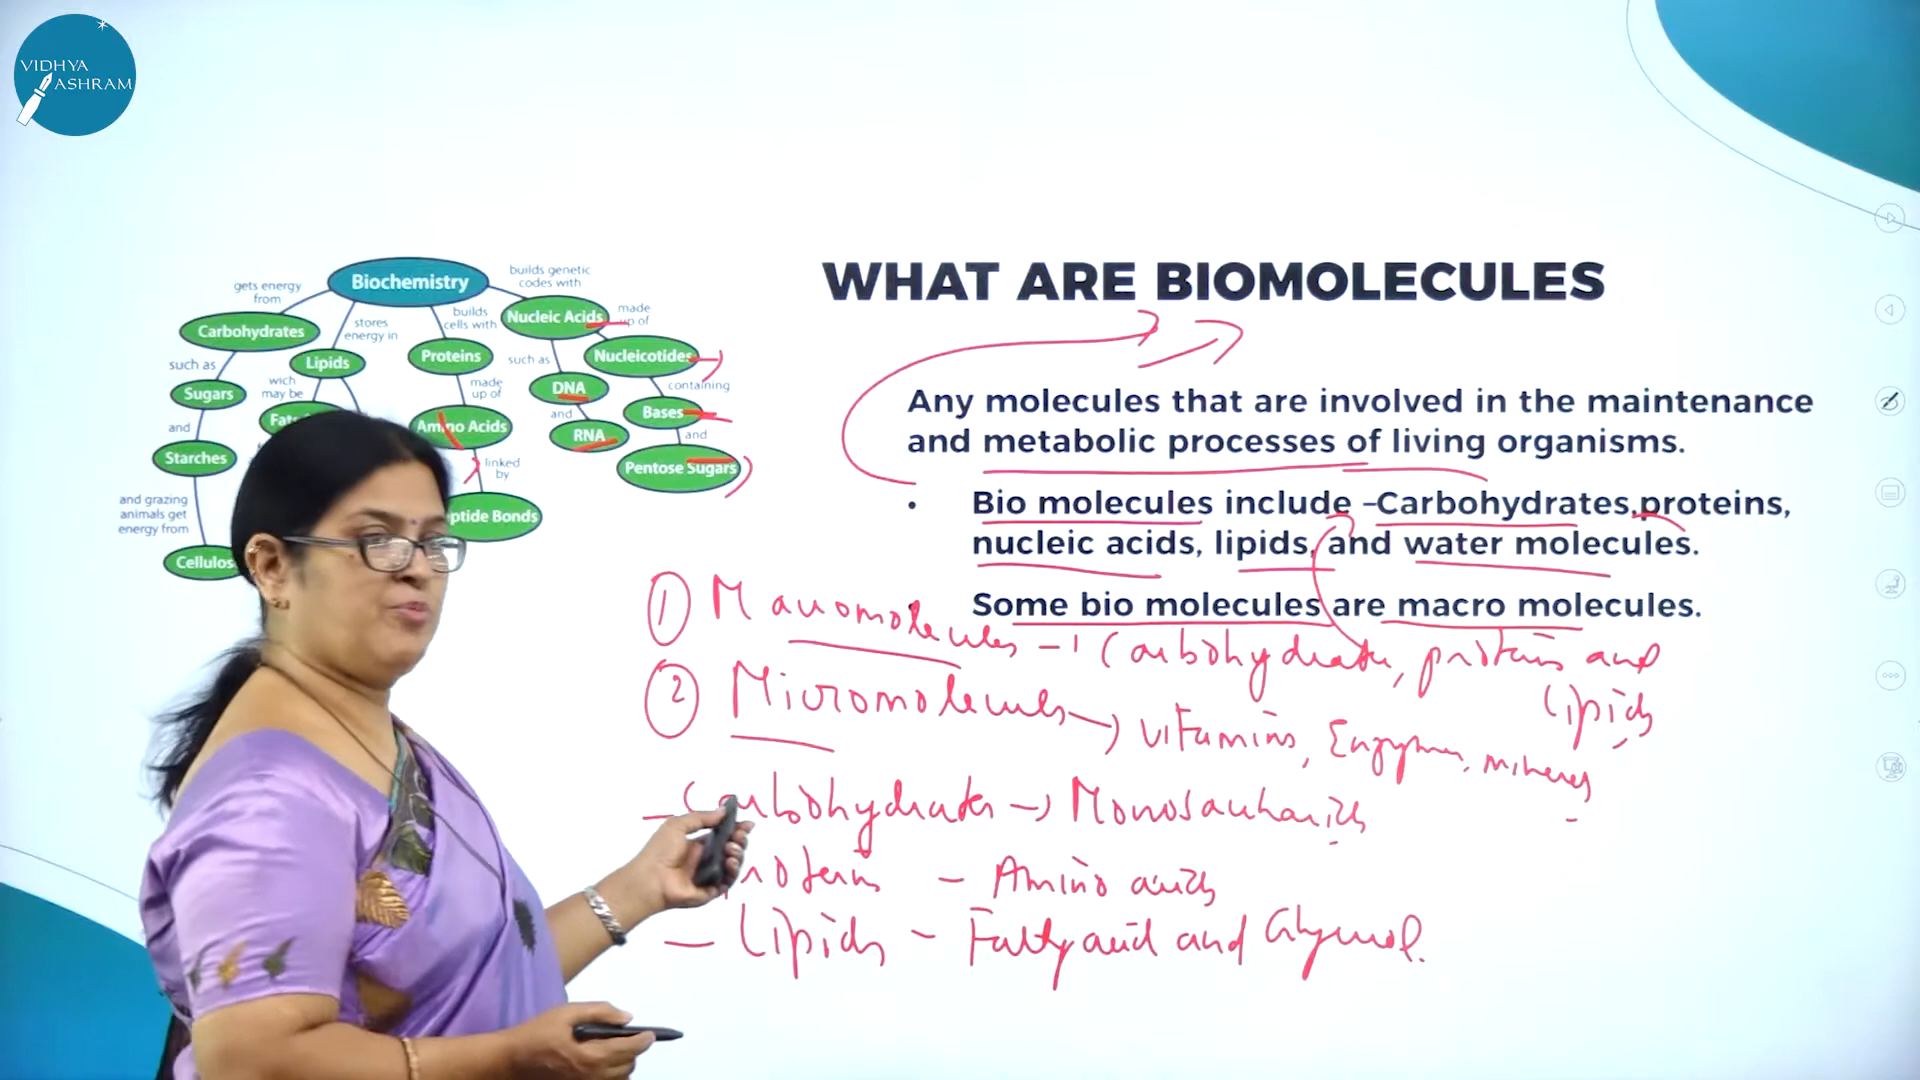 VIDHYA
ASHRAM
Biochemistry
gets energy
from
Carbohydrates
such as
Sugars
and
Starches
and grazing
animals get
energy from
Cellulos
stores
energy in
Lipids
wich
may be
Fat
builds
cells with
Proteins
made
up of
Amino Acids
linked
by
ptide Bonds
builds genetic
codes with
Nucleic Acids
such as
DNA
and
RNA
made
up of
Nucleicotides
containing
Bases
and
Pentose Sugars
WHAT ARE BIOMOLECULES
Any molecules that are involved in the maintenance
and metabolic processes of living organisms.
• Bio molecules include –Carbohydrates,proteins,
nucleic acids, lipids, and water molecules.
• Some bio molecules are macro molecules.
① Macromolecules → Carbohydrates, proteins and
lipids
② Micromolecules → vitamins, Enzymes, minerals
– Carbohydrates → Monosaccharides
roteins – Amino acids
– Lipids – Fatty acid and Glycerol.